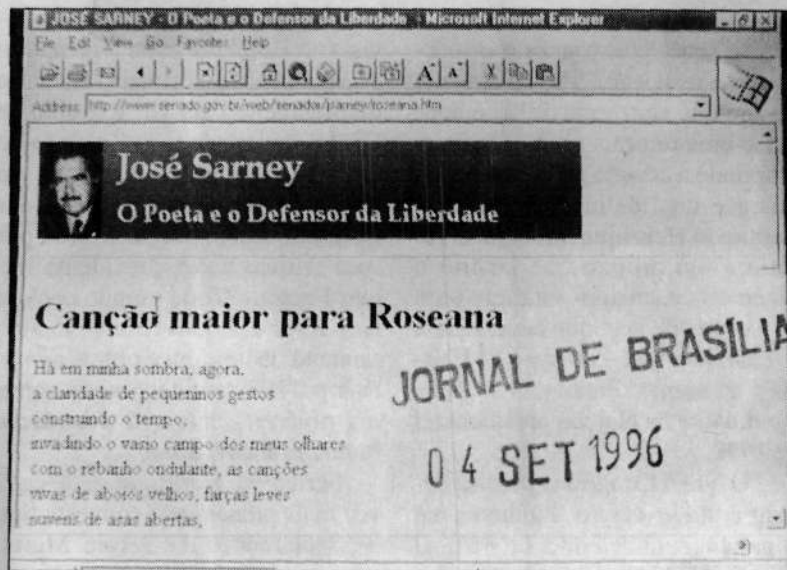 JOSÉ SARNEY - O Poeta e o Defensor da Liberdade - Microsoft Internet Explorer
File Edit View Go Favorites Help
Address http://www.senado.gov.br/web/senador/jsarney/roseana.htm
José Sarney
O Poeta e o Defensor da Liberdade
Canção maior para Roseana
Há em minha sombra, agora,
a claridade de pequeninos gestos
construindo o tempo,
invadindo o vasto campo dos meus olhares
com o rebanho ondulante, as canções
vivas de aboios velhos, farças leves
nuvens de asas abertas,
JORNAL DE BRASÍLIA
04 SET 1996